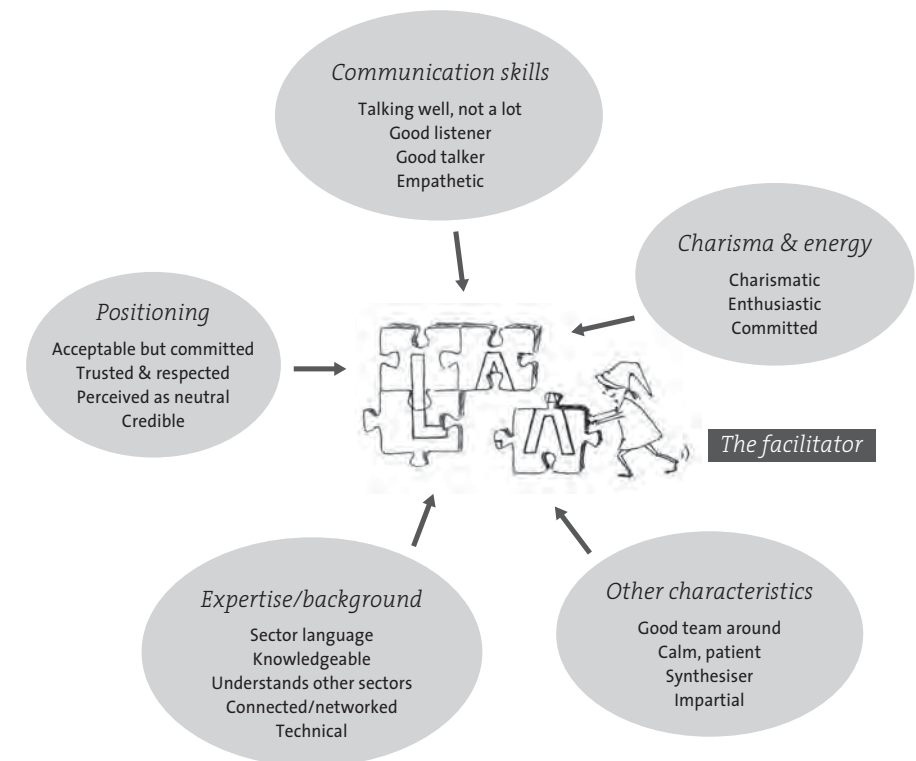 Communication skills
Talking well, not a lot
Good listener
Good talker
Empathetic
Charisma & energy
Charismatic
Enthusiastic
Committed
Positioning
Acceptable but committed
Trusted & respected
Perceived as neutral
Credible
L A
A
The facilitator
Expertise/background
Sector language
Knowledgeable
Understands other sectors
Connected/networked
Technical
Other characteristics
Good team around
Calm, patient
Synthesiser
Impartial